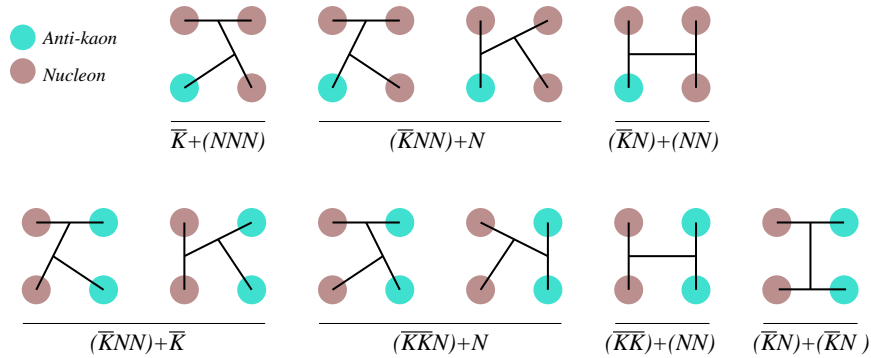 Anti-kaon
Nucleon
K̅+(NNN)
(K̅NN)+N
(K̅N)+(NN)
(K̅NN)+K̅
(K̅K̅N)+N
(K̅K̅)+(NN)
(K̅N)+(K̅N )